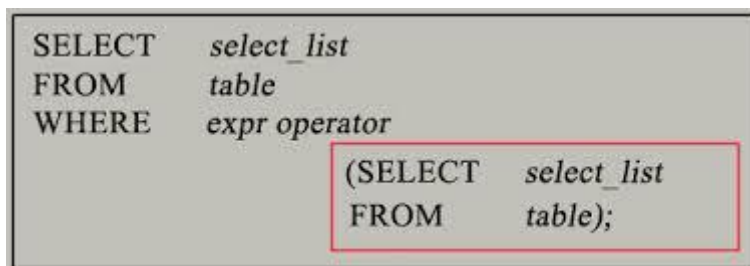 SELECT select_list
FROM table
WHERE expr operator
(SELECT select_list
FROM table);